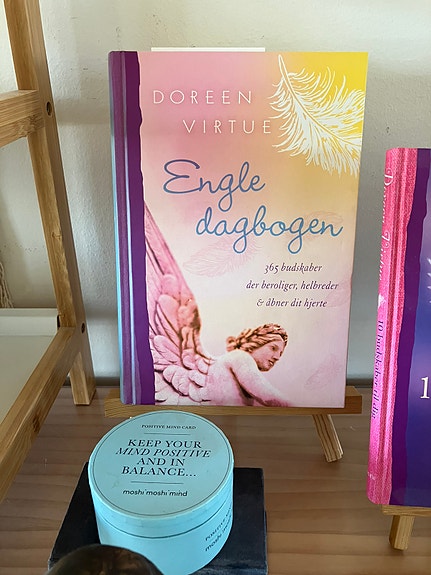 DOREEN
VIRTUE
Engle
dagbogen
365 budskaber
der beroliger, helbreder
& åbner dit hjerte
POSITIVE MIND CARD
KEEP YOUR
MIND POSITIVE
AND IN
BALANCE...
moshi moshi mind